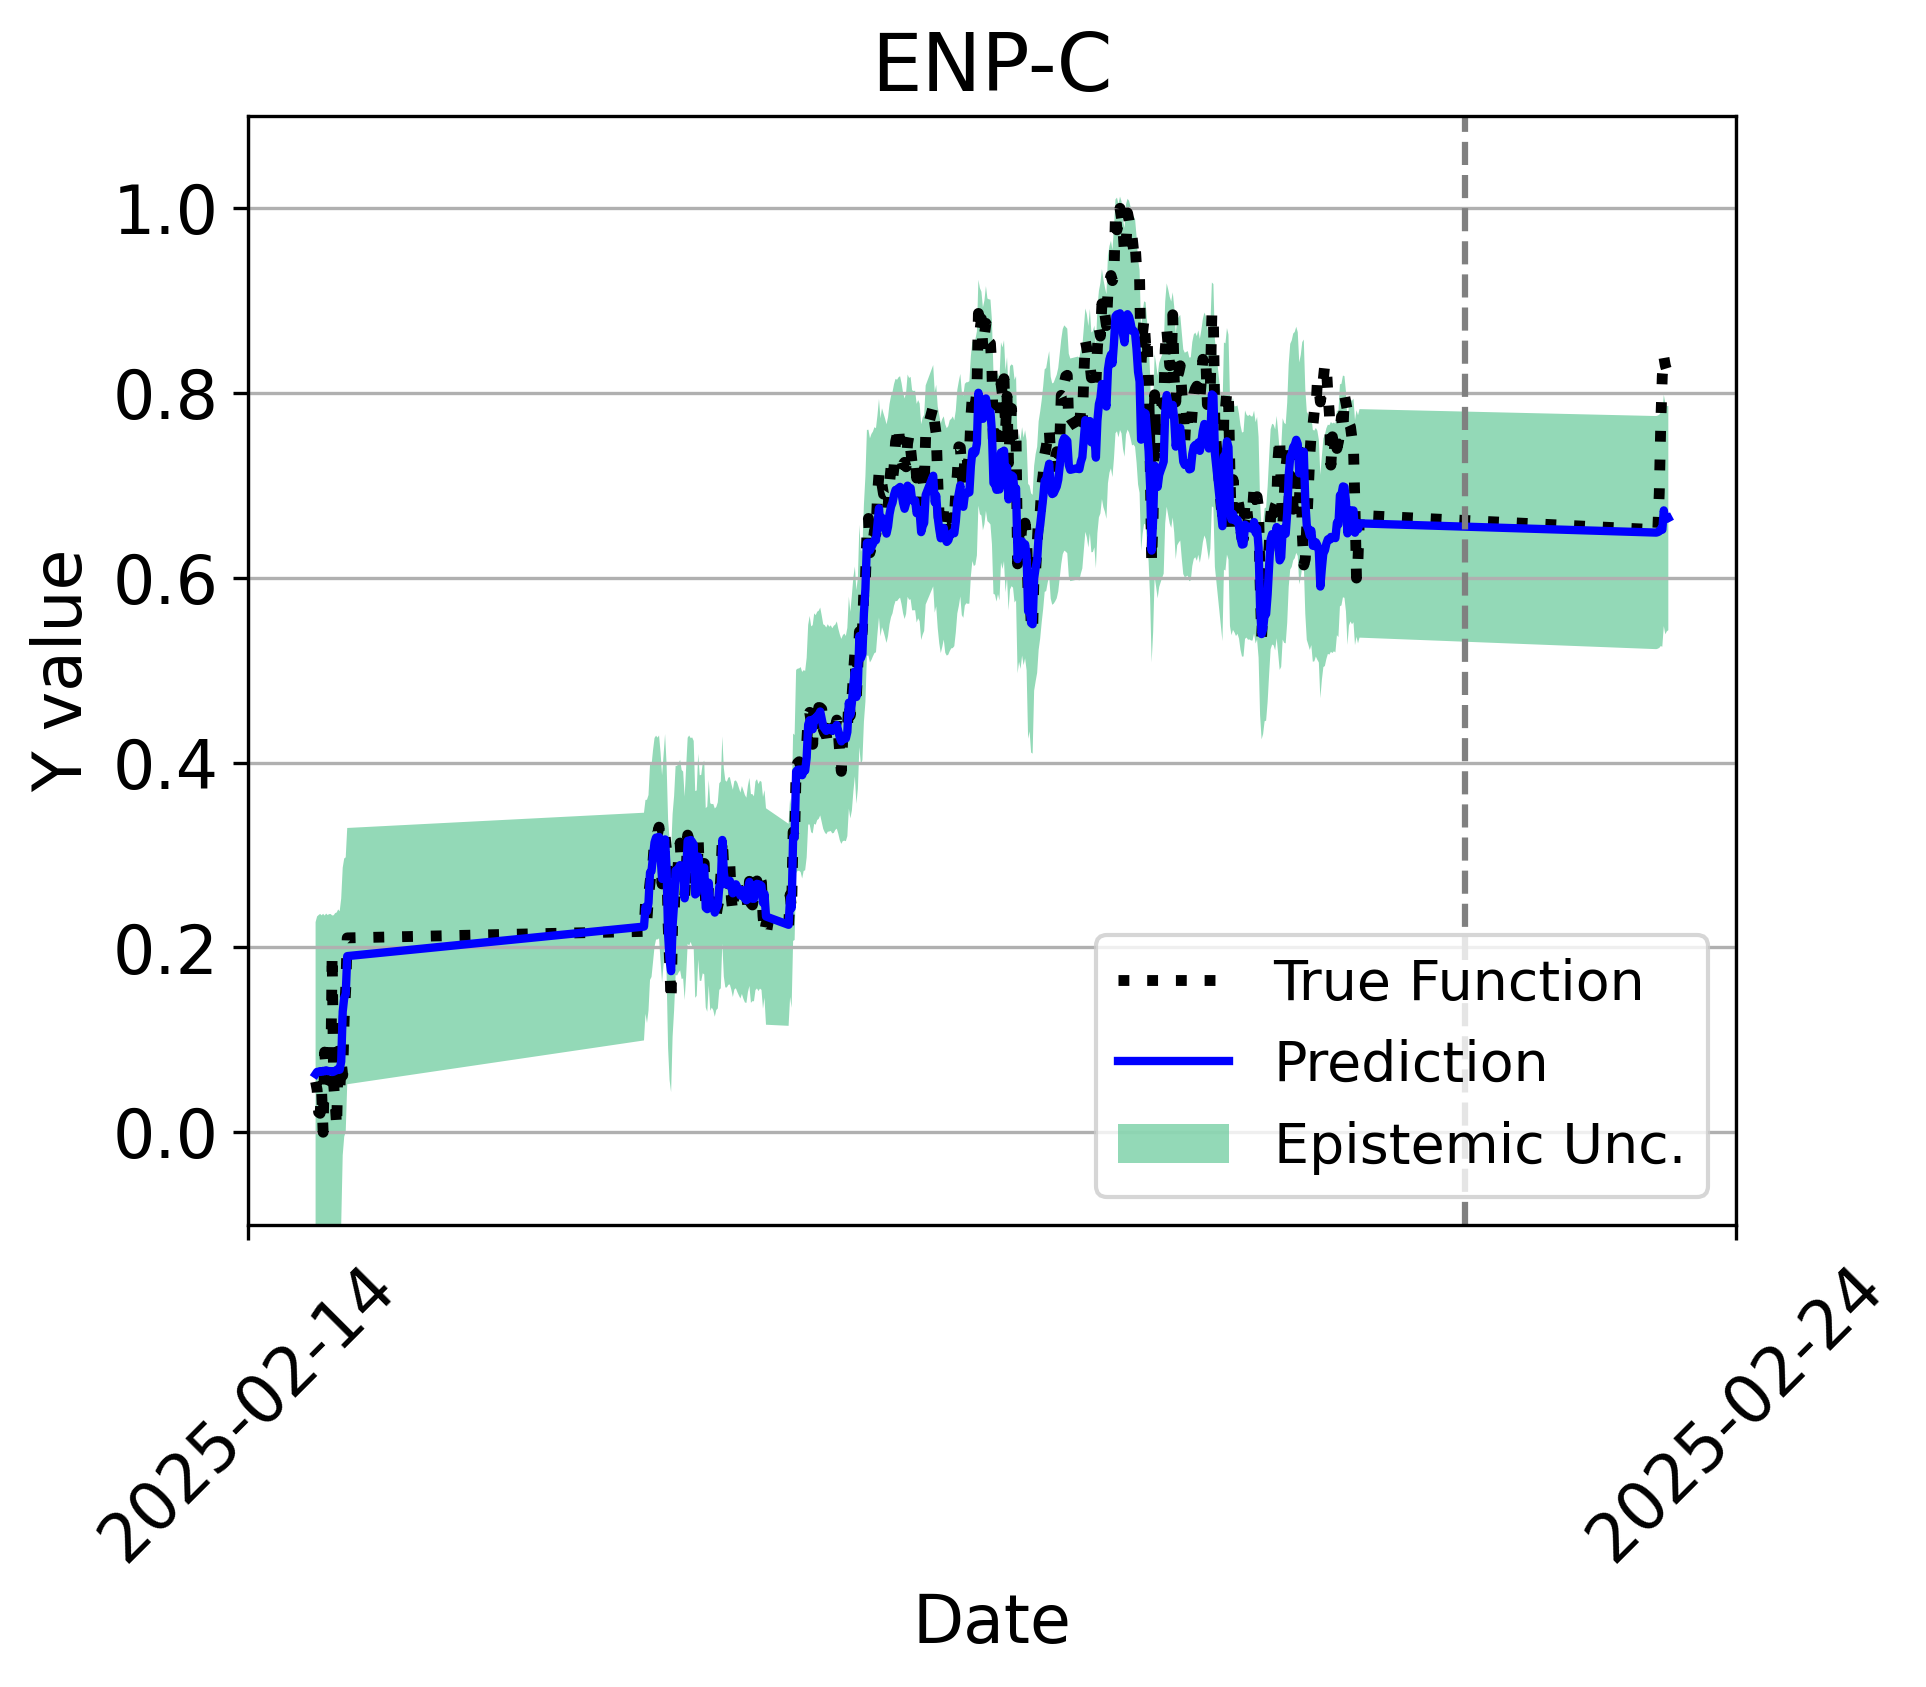 ENP-C
Y value
1.0
0.8
0.6
0.4
0.2
0.0
True Function
Prediction
Epistemic Unc.
2025-02-14
2025-02-24
Date